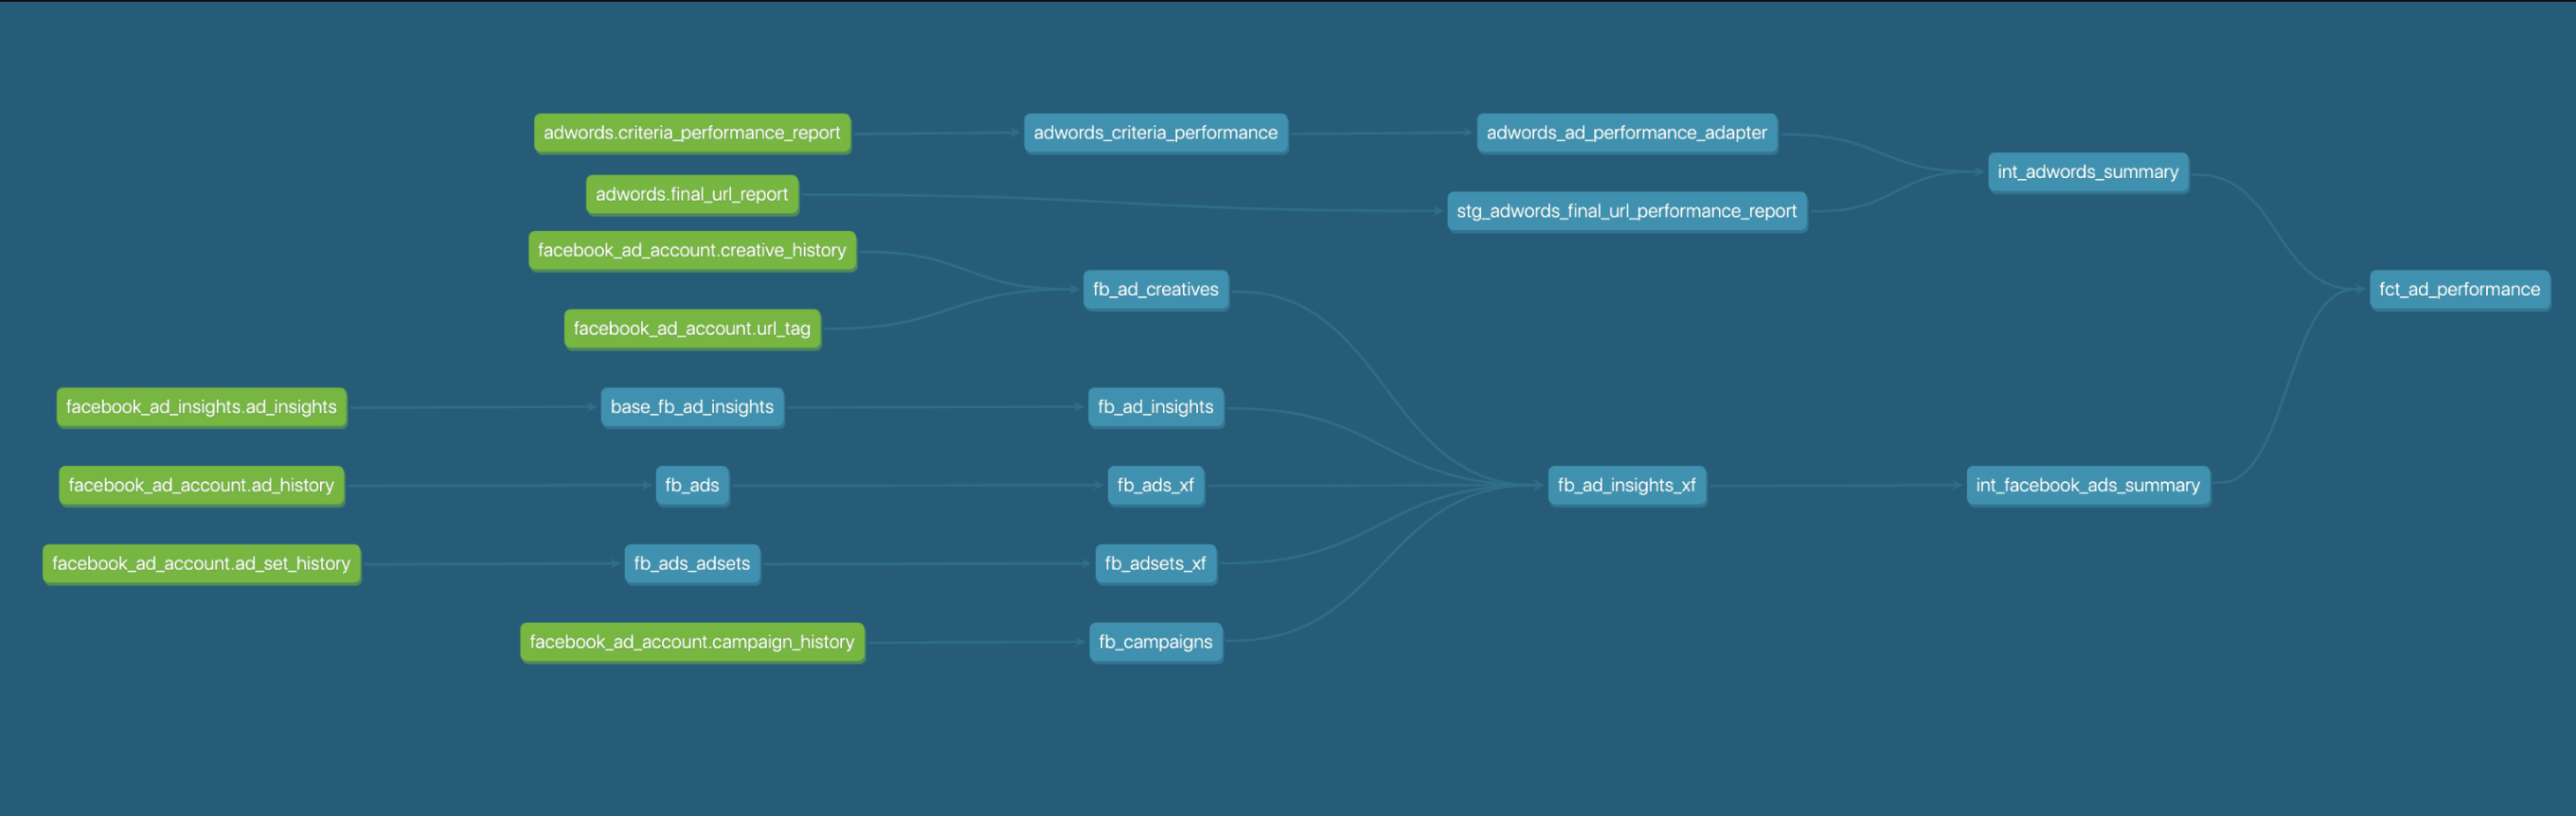 adwords.criteria_performance_report
adwords_criteria_performance
adwords_ad_performance_adapter
int_adwords_summary
adwords.final_url_report
stg_adwords_final_url_performance_report
facebook_ad_account.creative_history
fb_ad_creatives
fct_ad_performance
facebook_ad_account.url_tag
facebook_ad_insights.ad_insights
base_fb_ad_insights
fb_ad_insights
facebook_ad_account.ad_history
fb_ads
fb_ads_xf
fb_ad_insights_xf
int_facebook_ads_summary
facebook_ad_account.ad_set_history
fb_ads_adsets
fb_adsets_xf
facebook_ad_account.campaign_history
fb_campaigns